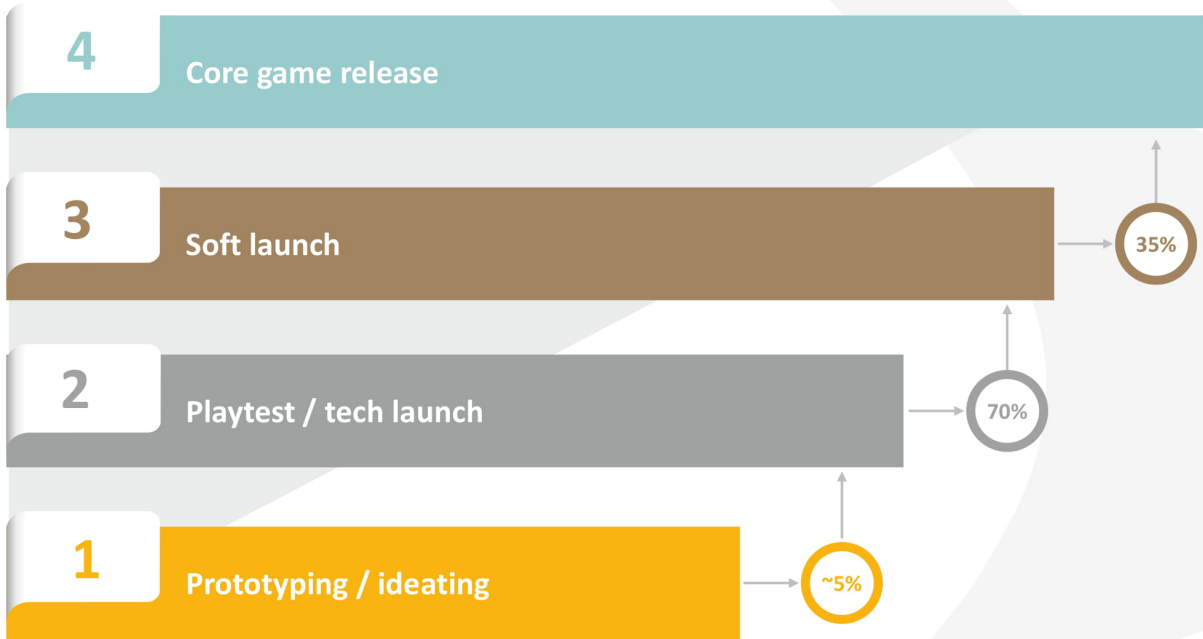 4
Core game release
3
Soft launch
35%
2
Playtest / tech launch
70%
1
Prototyping / ideating
~5%